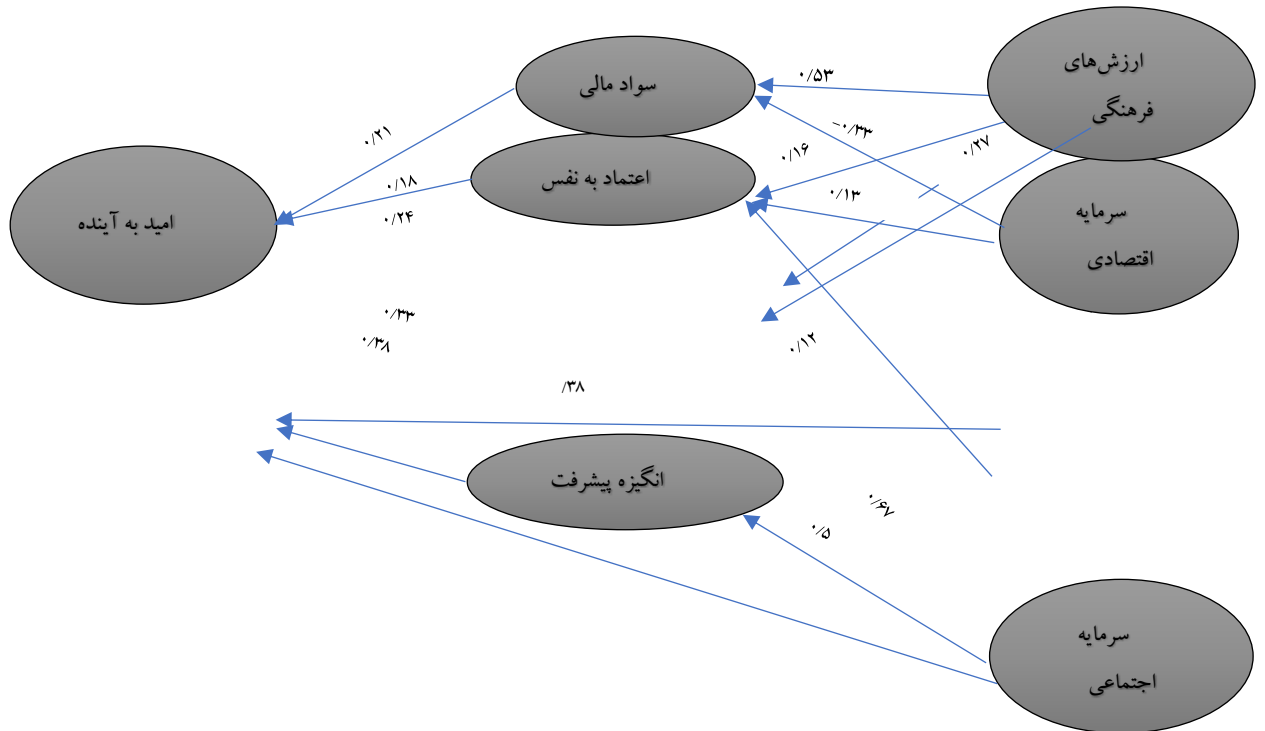 ارزش‌های
فرهنگی
سواد مالی
۰/۵۳
-۰/۳۳
۰/۲۱
۰/۱۶
۰/۲۷
اعتماد به نفس
۰/۱۸
۰/۱۳
سرمایه
اقتصادی
امید به آینده
۰/۲۴
۰/۳۳
۰/۳۸
۰/۱۲
/۳۸
انگیزه پیشرفت
۰/۶۷
۰/۵
سرمایه
اجتماعی